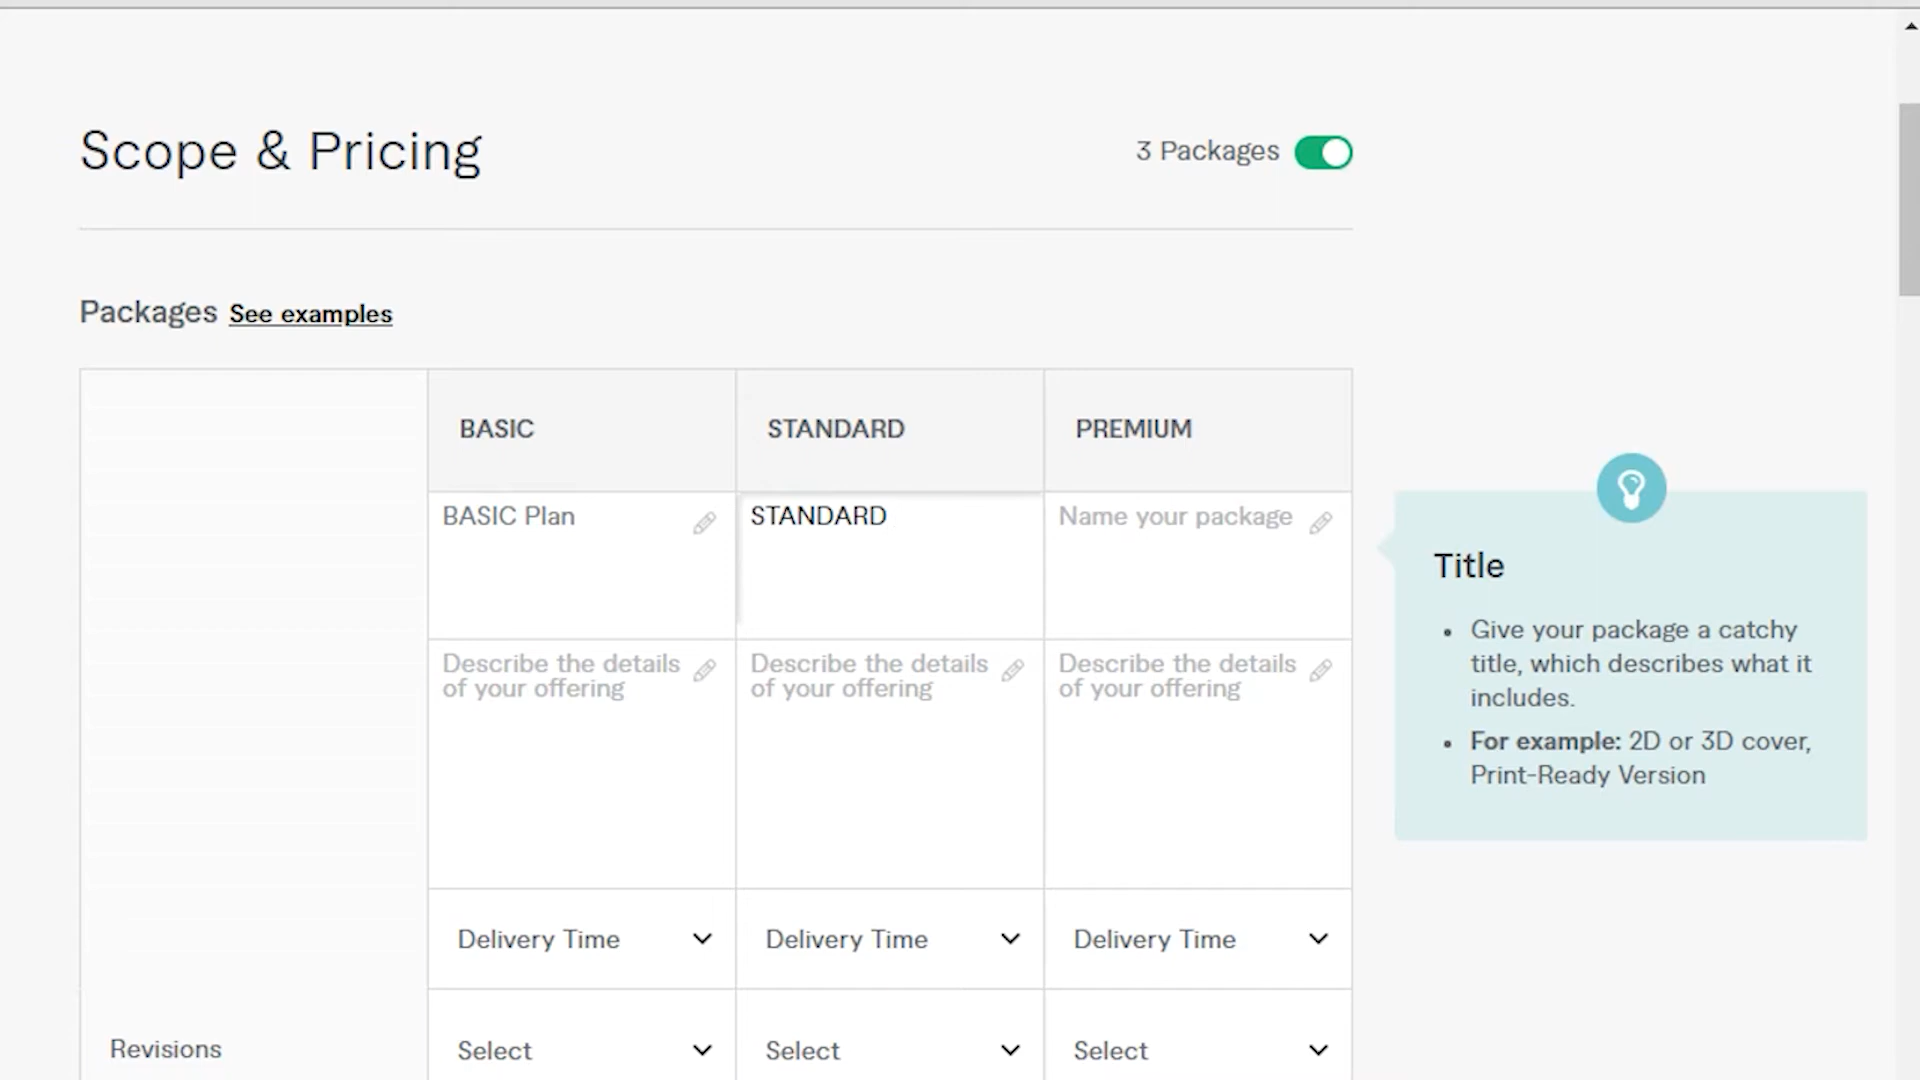 Scope & Pricing
3 Packages
Packages See examples
BASIC
STANDARD
PREMIUM
BASIC Plan
STANDARD
Name your package
Describe the details
of your offering
Describe the details
of your offering
Describe the details
of your offering
Delivery Time
Delivery Time
Delivery Time
Revisions
Select
Select
Select
Title
• Give your package a catchy
title, which describes what it
includes.
• For example: 2D or 3D cover,
Print-Ready Version